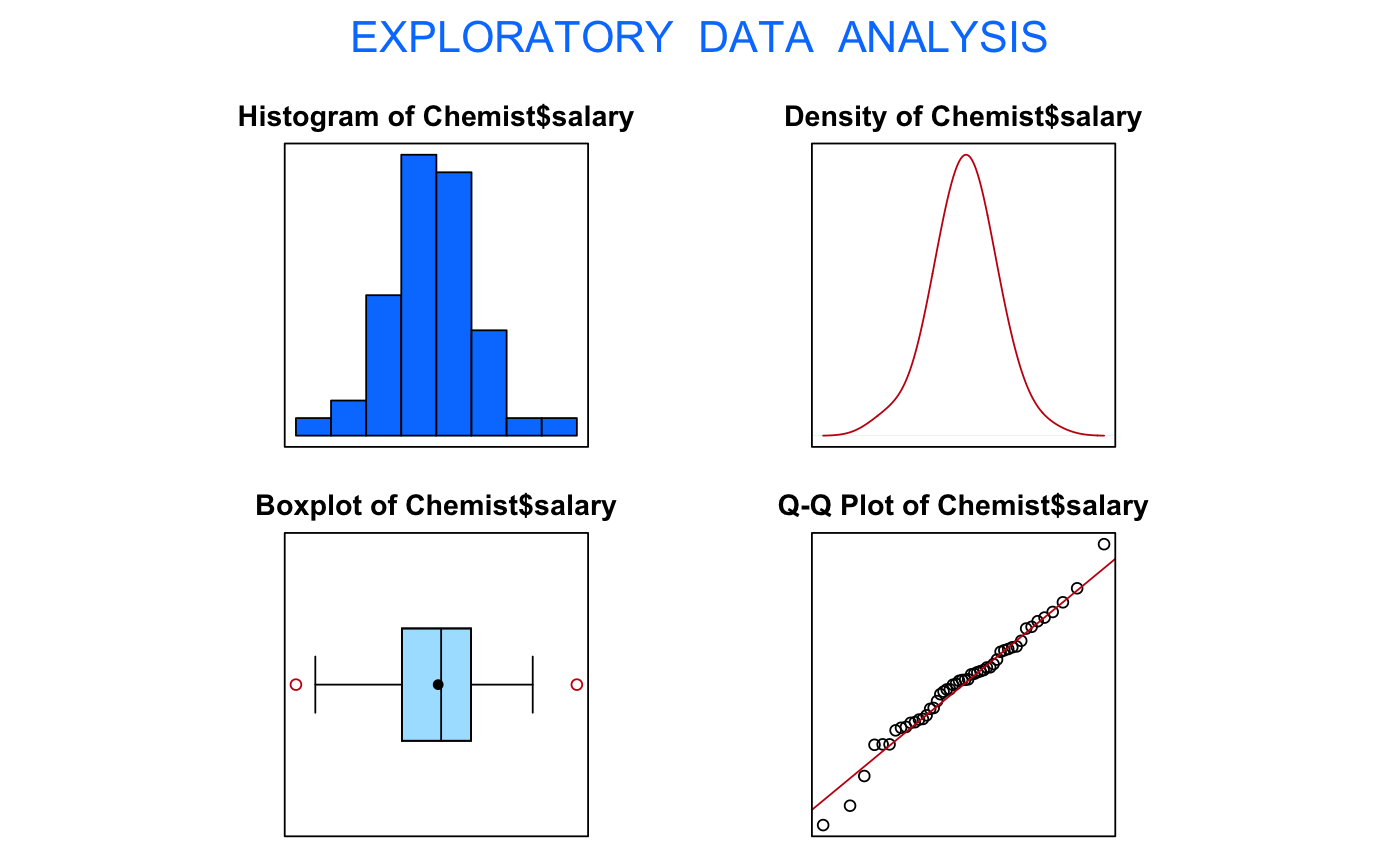 EXPLORATORY DATA ANALYSIS
Histogram of Chemist$salary
Density of Chemist$salary
Boxplot of Chemist$salary
Q-Q Plot of Chemist$salary